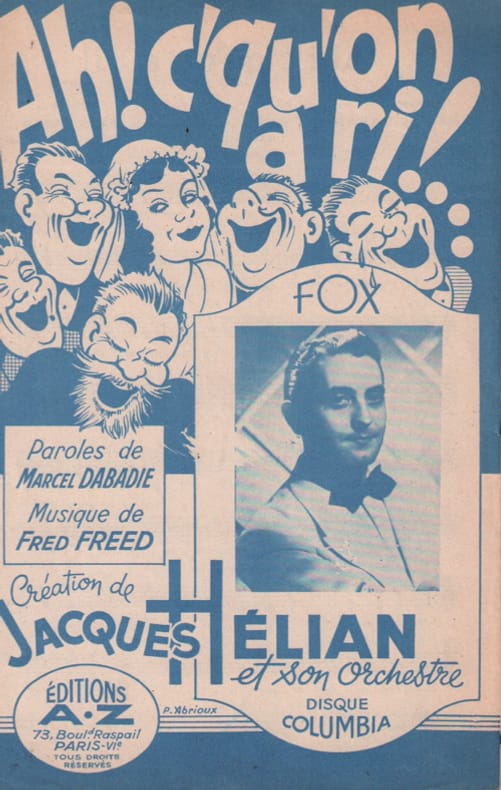 Ah! c'qu'on
a ri!...
FOX
Paroles de
MARCEL DABADIE
Musique de
FRED FREED
Création de
JACQUES HÉLIAN
et son Orchestre
DISQUE
COLUMBIA
P. Abrioux
ÉDITIONS
A·Z
73, Boul.d Raspail
PARIS-VIe
TOUS DROITS
RÉSERVÉS